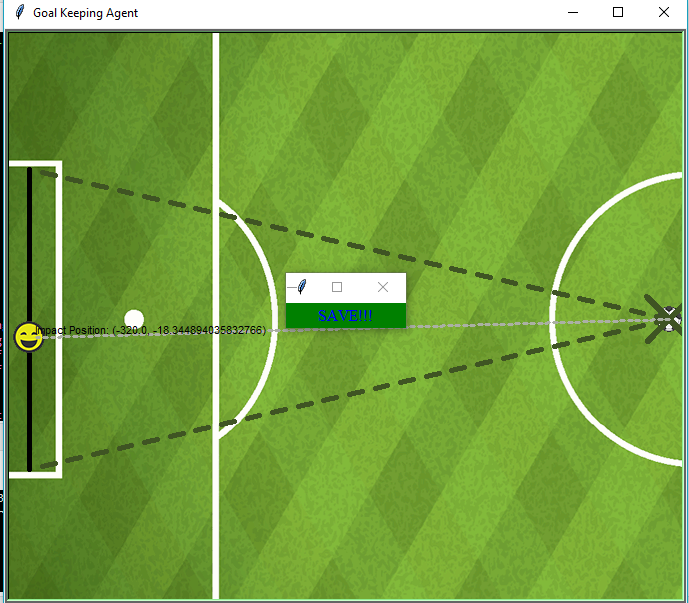 Goal Keeping Agent
SAVE!!!
Impact Position: (-320.0, -18.344894035832766)